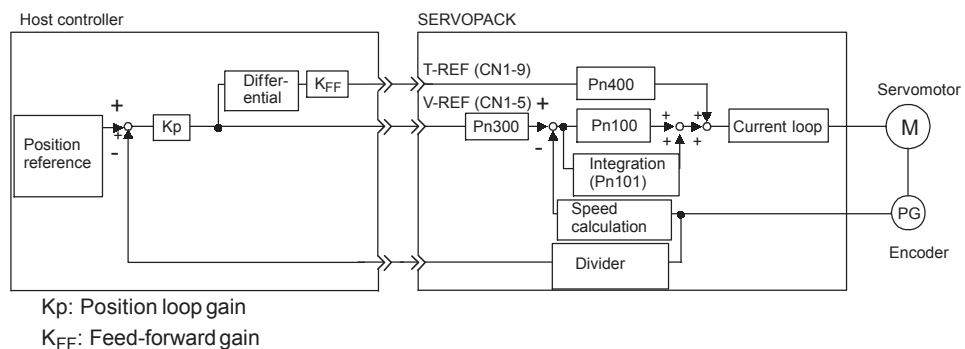 Host controller
SERVOPACK
T-REF (CN1-9)
Differ-
ential
KFF
Pn400
Servomotor
V-REF (CN1-5)
+
+
+
-
Position
reference
Kp
Pn300
+
-
Pn100
+
+
+
+
Current loop
M
Integration
(Pn101)
Speed
calculation
PG
Divider
Encoder
Kp: Position loop gain
KFF: Feed-forward gain